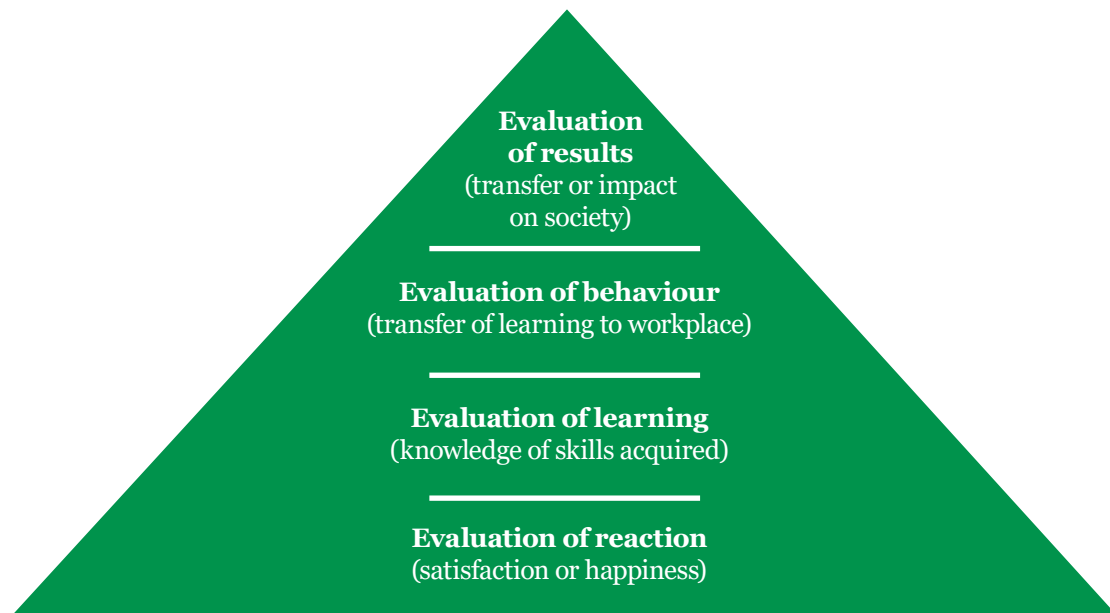 Evaluation
of results
(transfer or impact
on society)
Evaluation of behaviour
(transfer of learning to workplace)
Evaluation of learning
(knowledge of skills acquired)
Evaluation of reaction
(satisfaction or happiness)